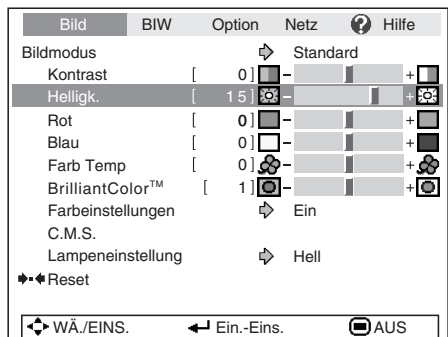 Bild BIW Option Netz ? Hilfe
Bildmodus Standard
Kontrast [ 0] - +
Helligk. [ 15] - +
Rot [ 0] - +
Blau [ 0] - +
Farb Temp [ 0] - +
BrilliantColor™ [ 1] - +
Farbeinstellungen Ein
C.M.S.
Lampeneinstellung Hell
Reset
WÄ./EINS. Ein.-Eins. AUS